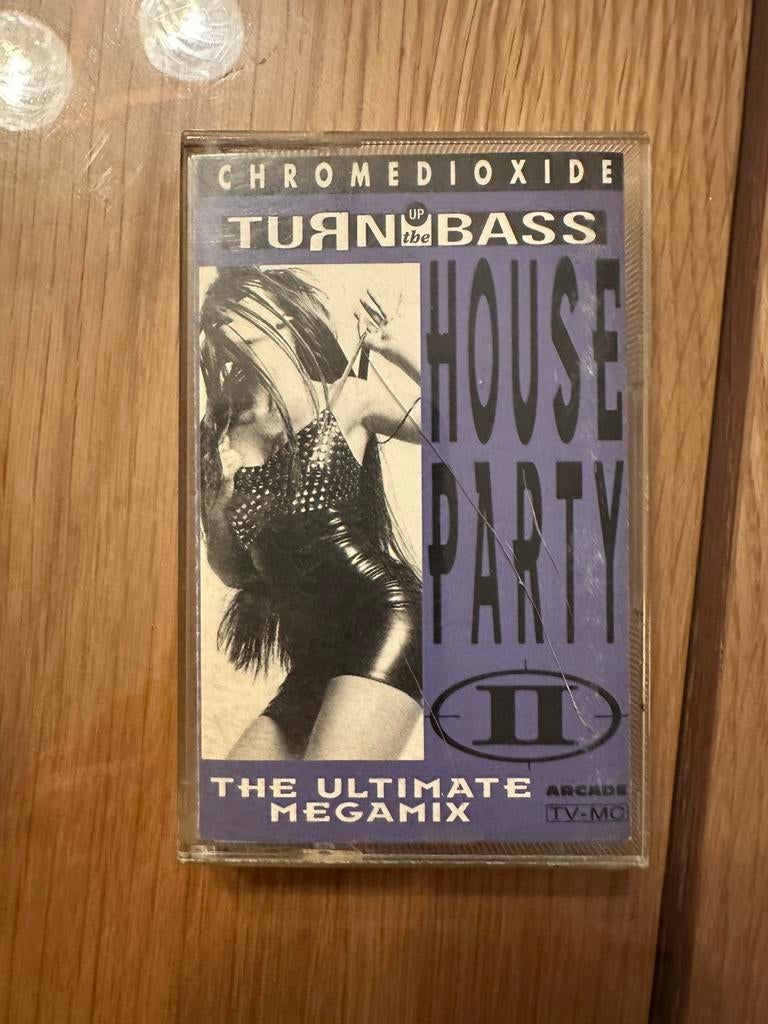 CHROMEDIOXIDE
TURN UP the BASS
HOUSE
PARTY
II
THE ULTIMATE
MEGAMIX
ARCADE
TV-MC